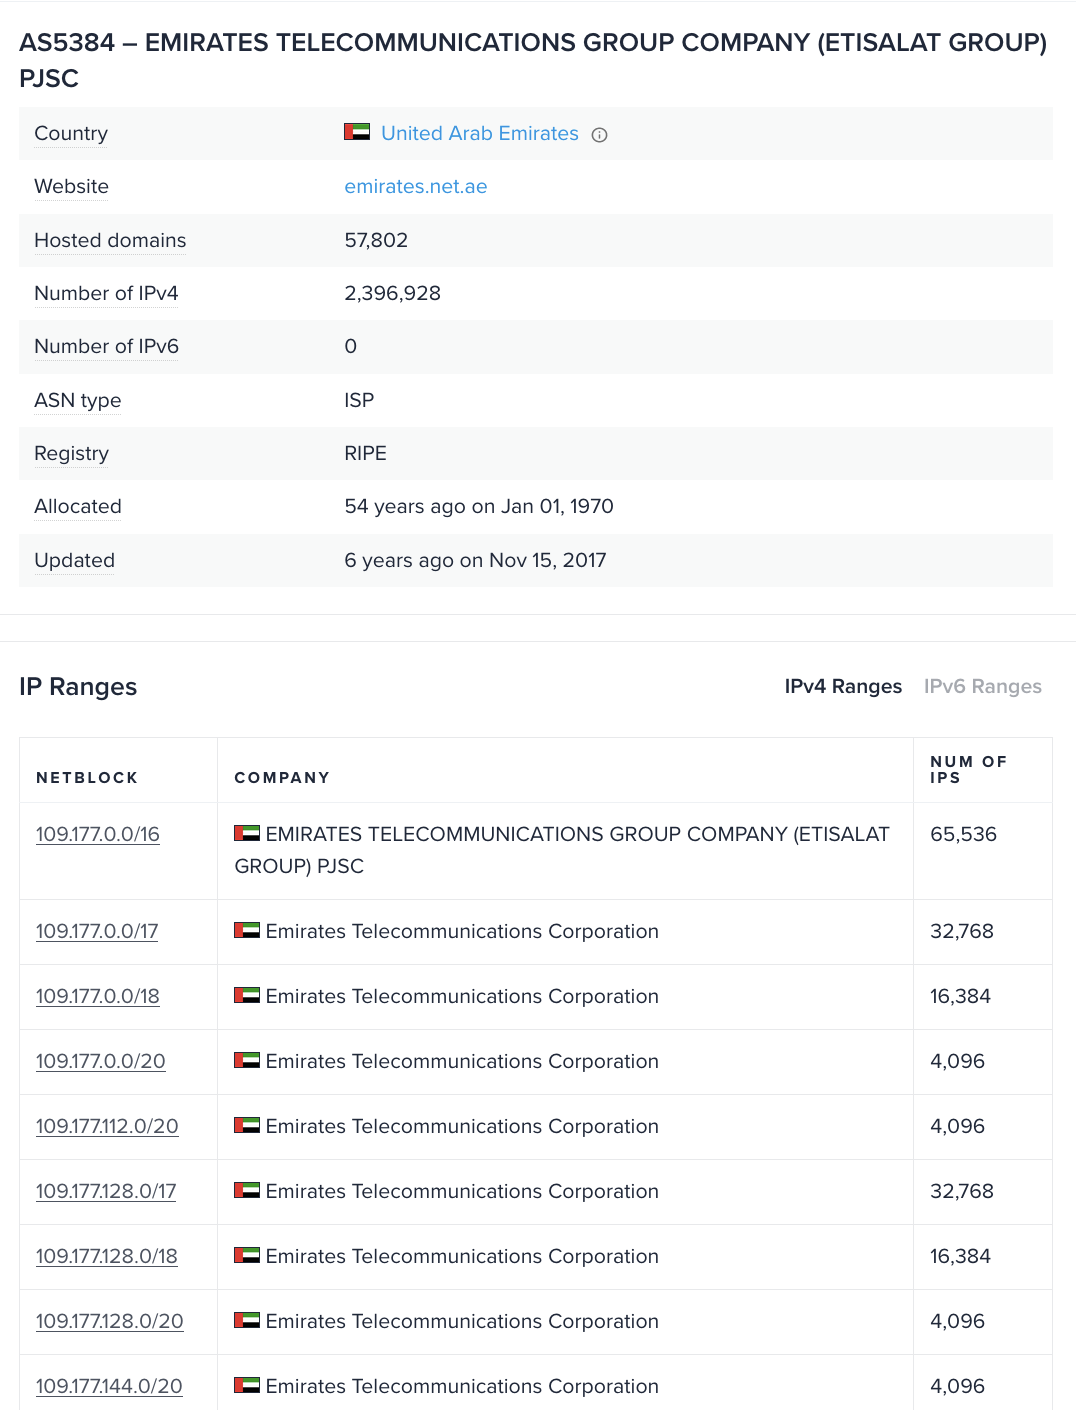 AS5384 – EMIRATES TELECOMMUNICATIONS GROUP COMPANY (ETISALAT GROUP)
PJSC
Country United Arab Emirates
Website emirates.net.ae
Hosted domains 57,802
Number of IPv4 2,396,928
Number of IPv6 0
ASN type ISP
Registry RIPE
Allocated 54 years ago on Jan 01, 1970
Updated 6 years ago on Nov 15, 2017
IP Ranges IPv4 Ranges IPv6 Ranges
NETBLOCK COMPANY NUM OF
IPS
109.177.0.0/16 EMIRATES TELECOMMUNICATIONS GROUP COMPANY (ETISALAT 65,536
GROUP) PJSC
109.177.0.0/17 Emirates Telecommunications Corporation 32,768
109.177.0.0/18 Emirates Telecommunications Corporation 16,384
109.177.0.0/20 Emirates Telecommunications Corporation 4,096
109.177.112.0/20 Emirates Telecommunications Corporation 4,096
109.177.128.0/17 Emirates Telecommunications Corporation 32,768
109.177.128.0/18 Emirates Telecommunications Corporation 16,384
109.177.128.0/20 Emirates Telecommunications Corporation 4,096
109.177.144.0/20 Emirates Telecommunications Corporation 4,096